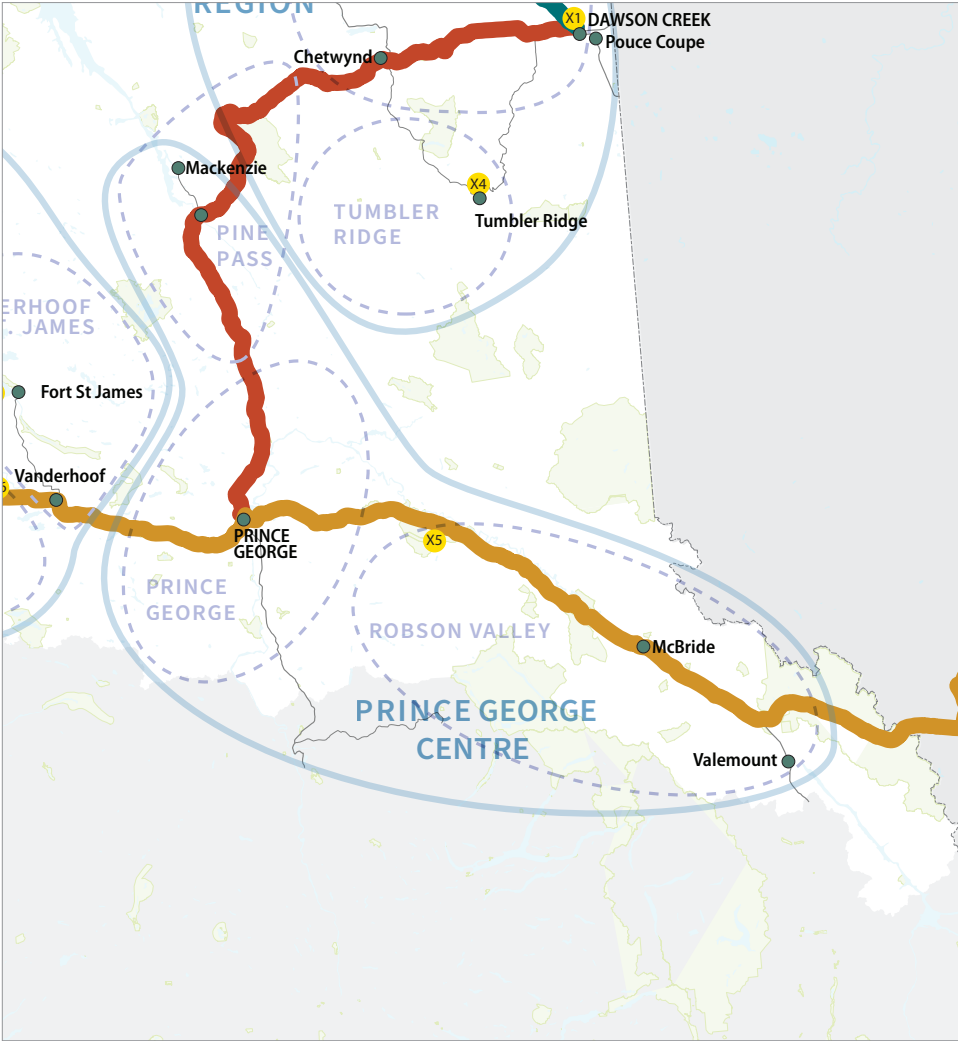 REGION
X1
DAWSON CREEK
Pouce Coupe
Chetwynd
Mackenzie
X4
Tumbler Ridge
TUMBLER
RIDGE
PINE
PASS
ERHOOF
T. JAMES
Fort St James
Vanderhoof
5
PRINCE
GEORGE
X5
PRINCE
GEORGE
ROBSON VALLEY
McBride
PRINCE GEORGE
CENTRE
Valemount